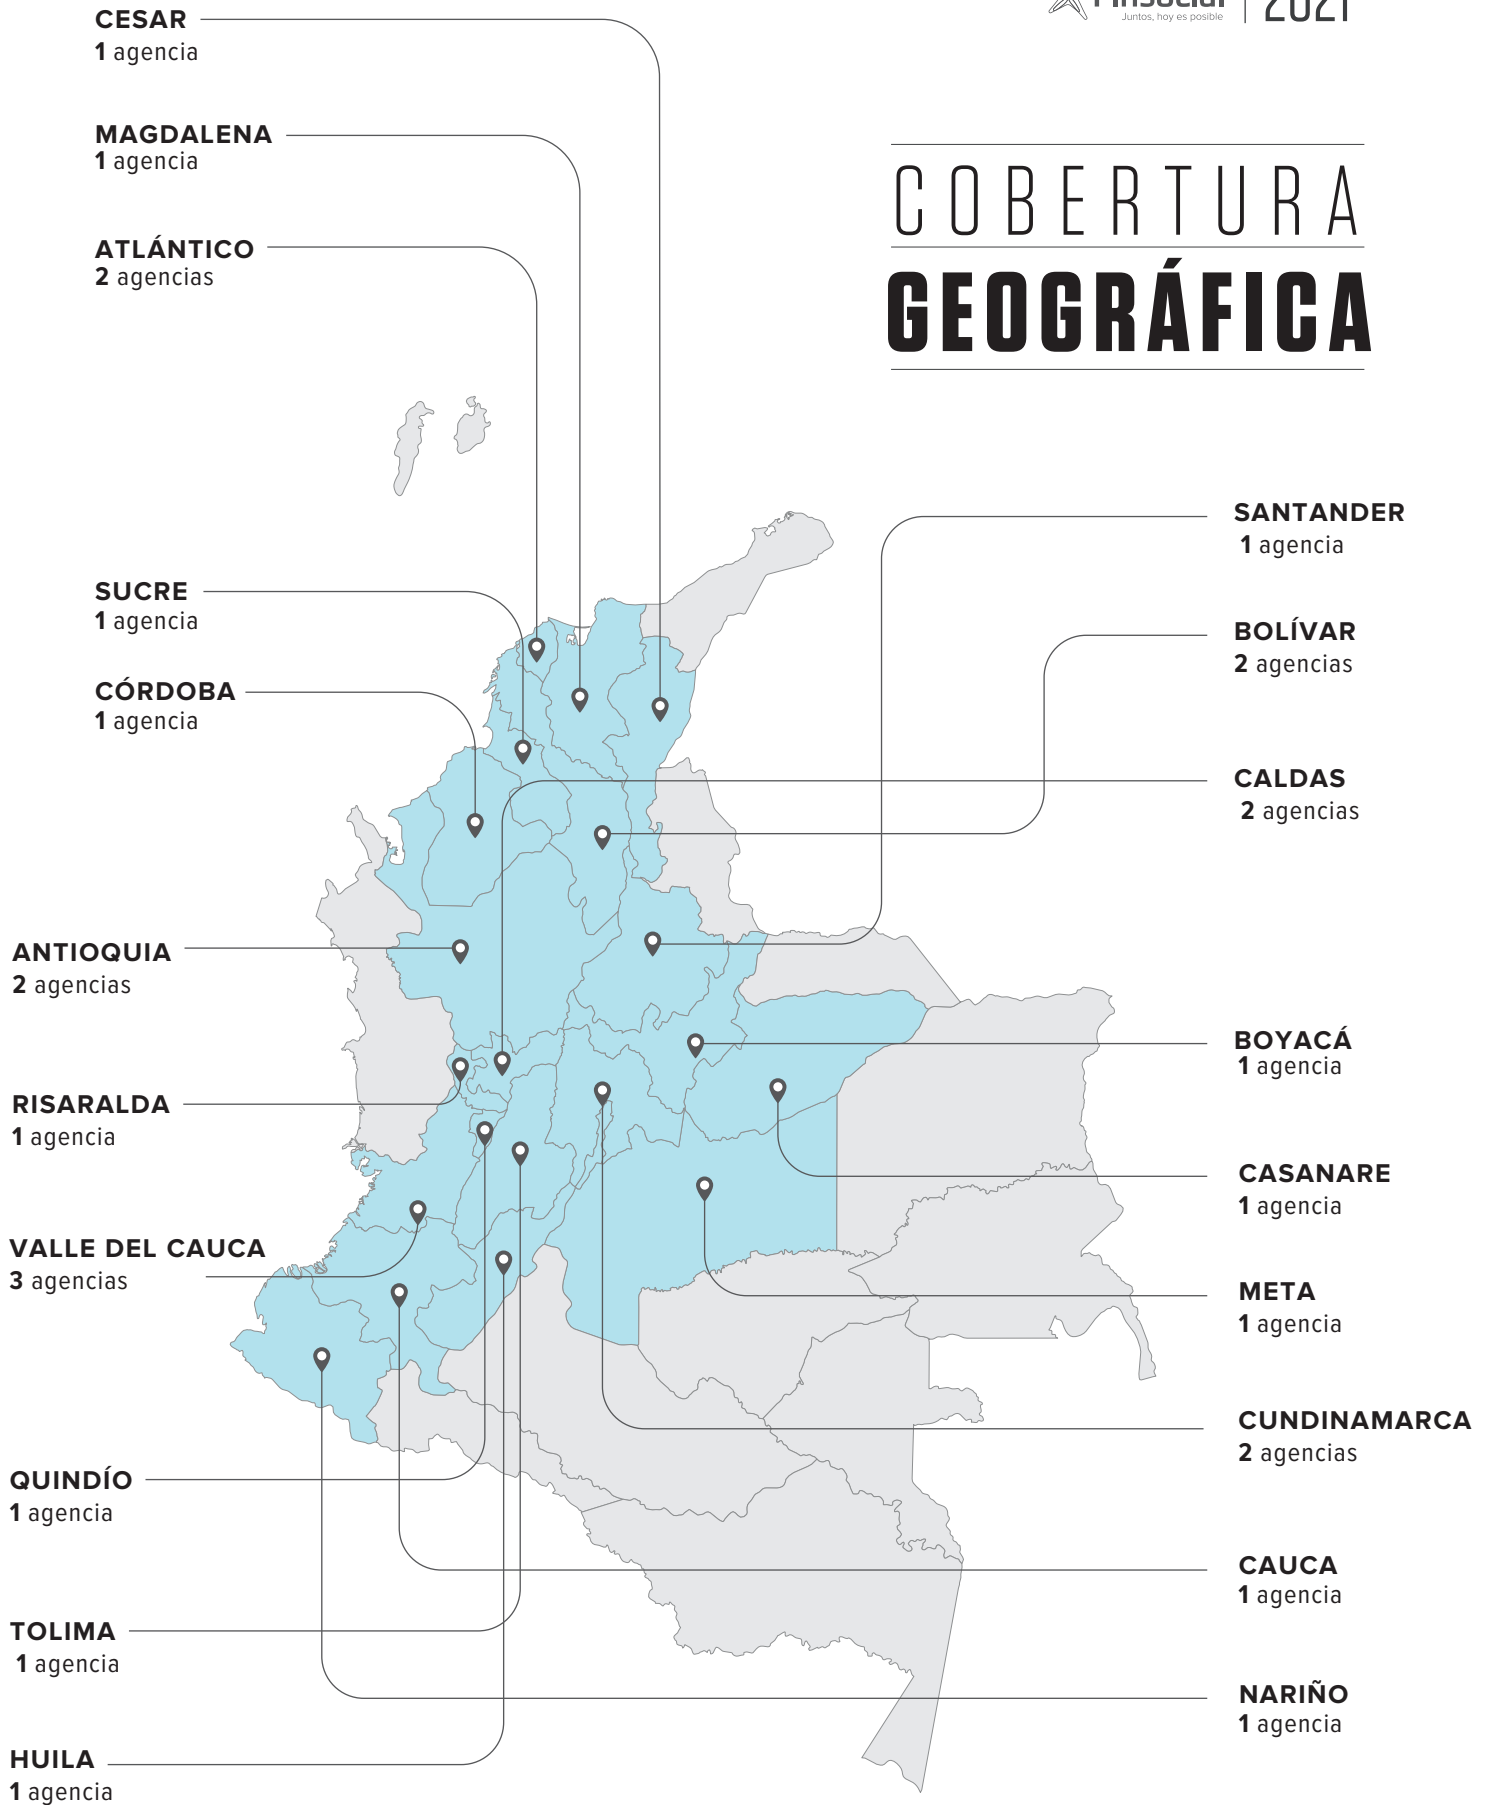 Juntos, hoy es posible
2021
COBERTURA
GEOGRÁFICA
CESAR
1 agencia
MAGDALENA
1 agencia
ATLÁNTICO
2 agencias
SUCRE
1 agencia
CÓRDOBA
1 agencia
ANTIOQUIA
2 agencias
RISARALDA
1 agencia
VALLE DEL CAUCA
3 agencias
QUINDÍO
1 agencia
TOLIMA
1 agencia
HUILA
1 agencia
SANTANDER
1 agencia
BOLÍVAR
2 agencias
CALDAS
2 agencias
BOYACÁ
1 agencia
CASANARE
1 agencia
META
1 agencia
CUNDINAMARCA
2 agencias
CAUCA
1 agencia
NARIÑO
1 agencia